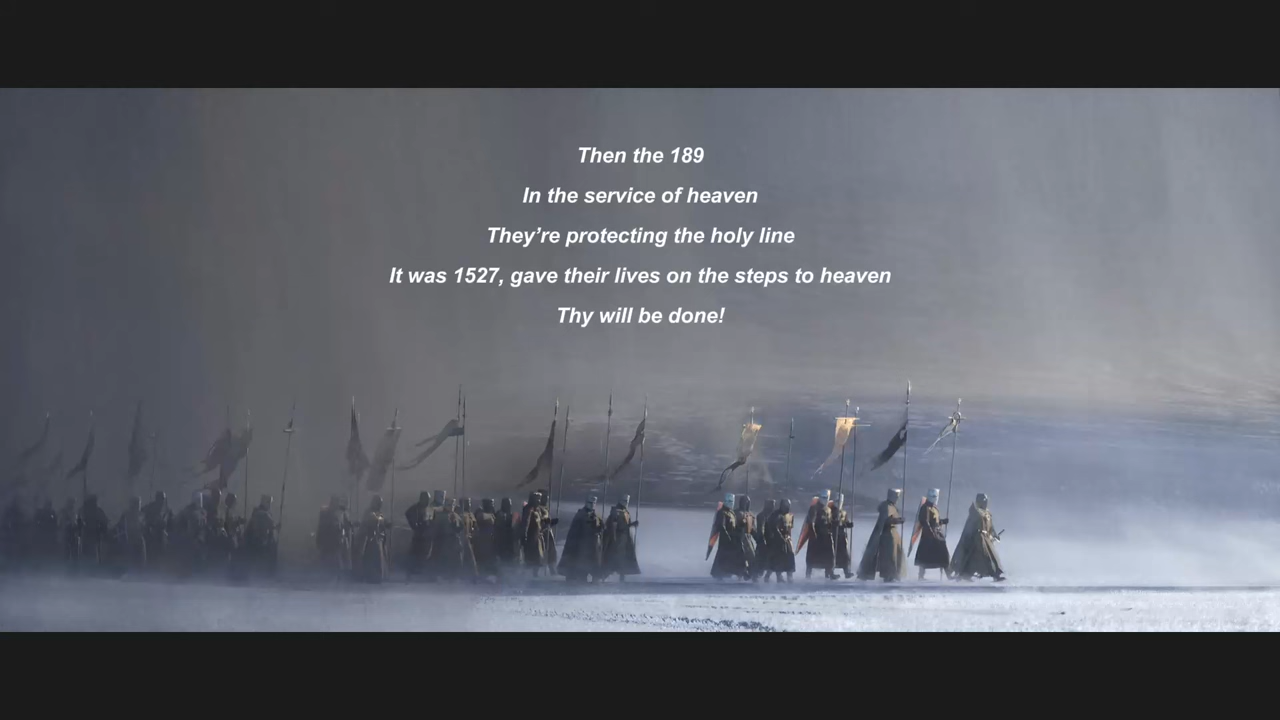 Then the 189
In the service of heaven
They’re protecting the holy line
It was 1527, gave their lives on the steps to heaven
Thy will be done!